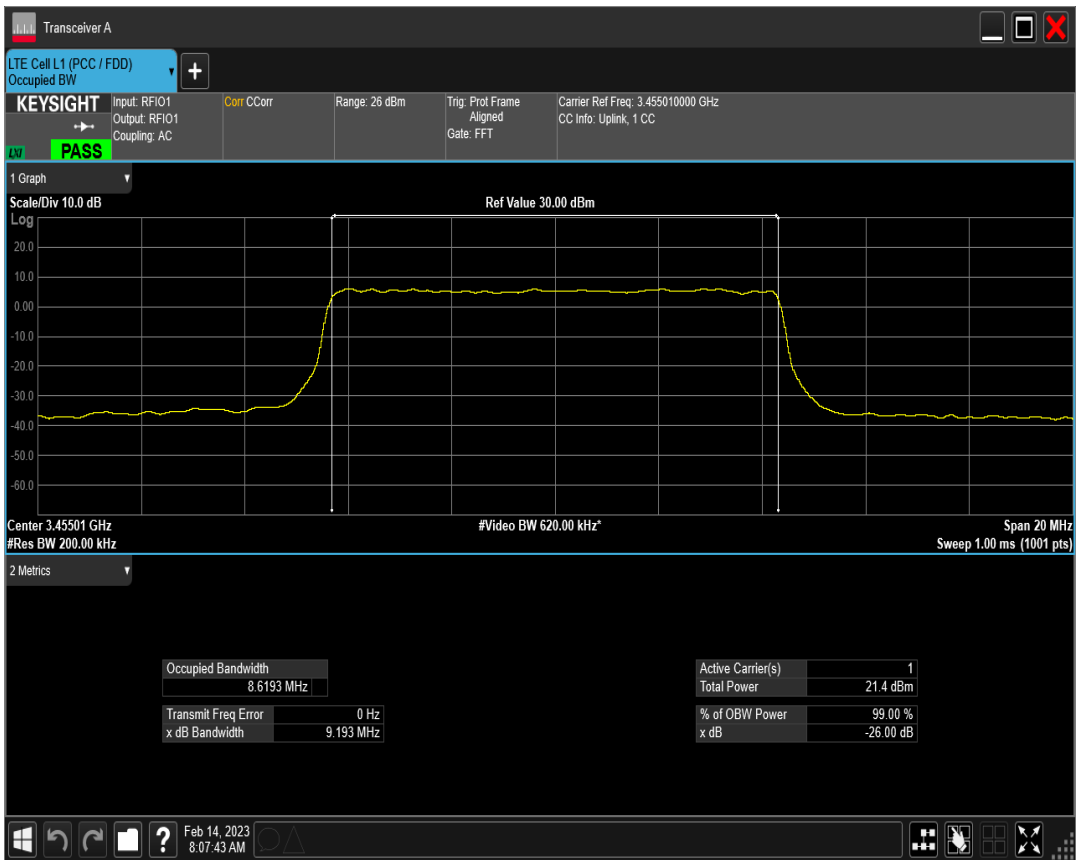 Transceiver A
LTE Cell L1 (PCC / FDD)
Occupied BW
KEYSIGHT
LXI
PASS
Input: RFIO1
Output: RFIO1
Coupling: AC
Corr CCorr
Range: 26 dBm
Trig: Prot Frame
Aligned
Gate: FFT
Carrier Ref Freq: 3.455010000 GHz
CC Info: Uplink, 1 CC
1 Graph
Scale/Div 10.0 dB
Ref Value 30.00 dBm
Log
20.0
10.0
0.00
-10.0
-20.0
-30.0
-40.0
-50.0
-60.0
Center 3.45501 GHz
#Video BW 620.00 kHz*
Span 20 MHz
#Res BW 200.00 kHz
Sweep 1.00 ms (1001 pts)
2 Metrics
Occupied Bandwidth
8.6193 MHz
Transmit Freq Error 0 Hz
x dB Bandwidth 9.193 MHz
Active Carrier(s) 1
Total Power 21.4 dBm
% of OBW Power 99.00 %
x dB -26.00 dB
?
Feb 14, 2023
8:07:43 AM